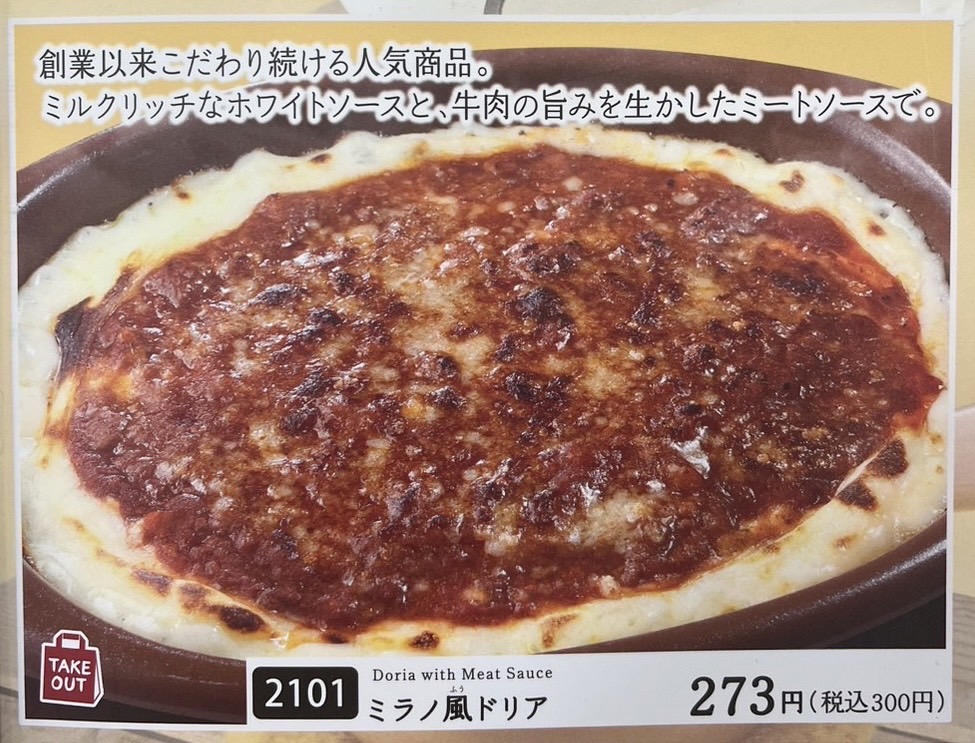 創業以来こだわり続ける人気商品。
ミルクリッチなホワイトソースと、牛肉の旨みを生かしたミートソースで。
TAKE
OUT
2101
Doria with Meat Sauce
ふう
ミラノ風ドリア
273円(税込300円)